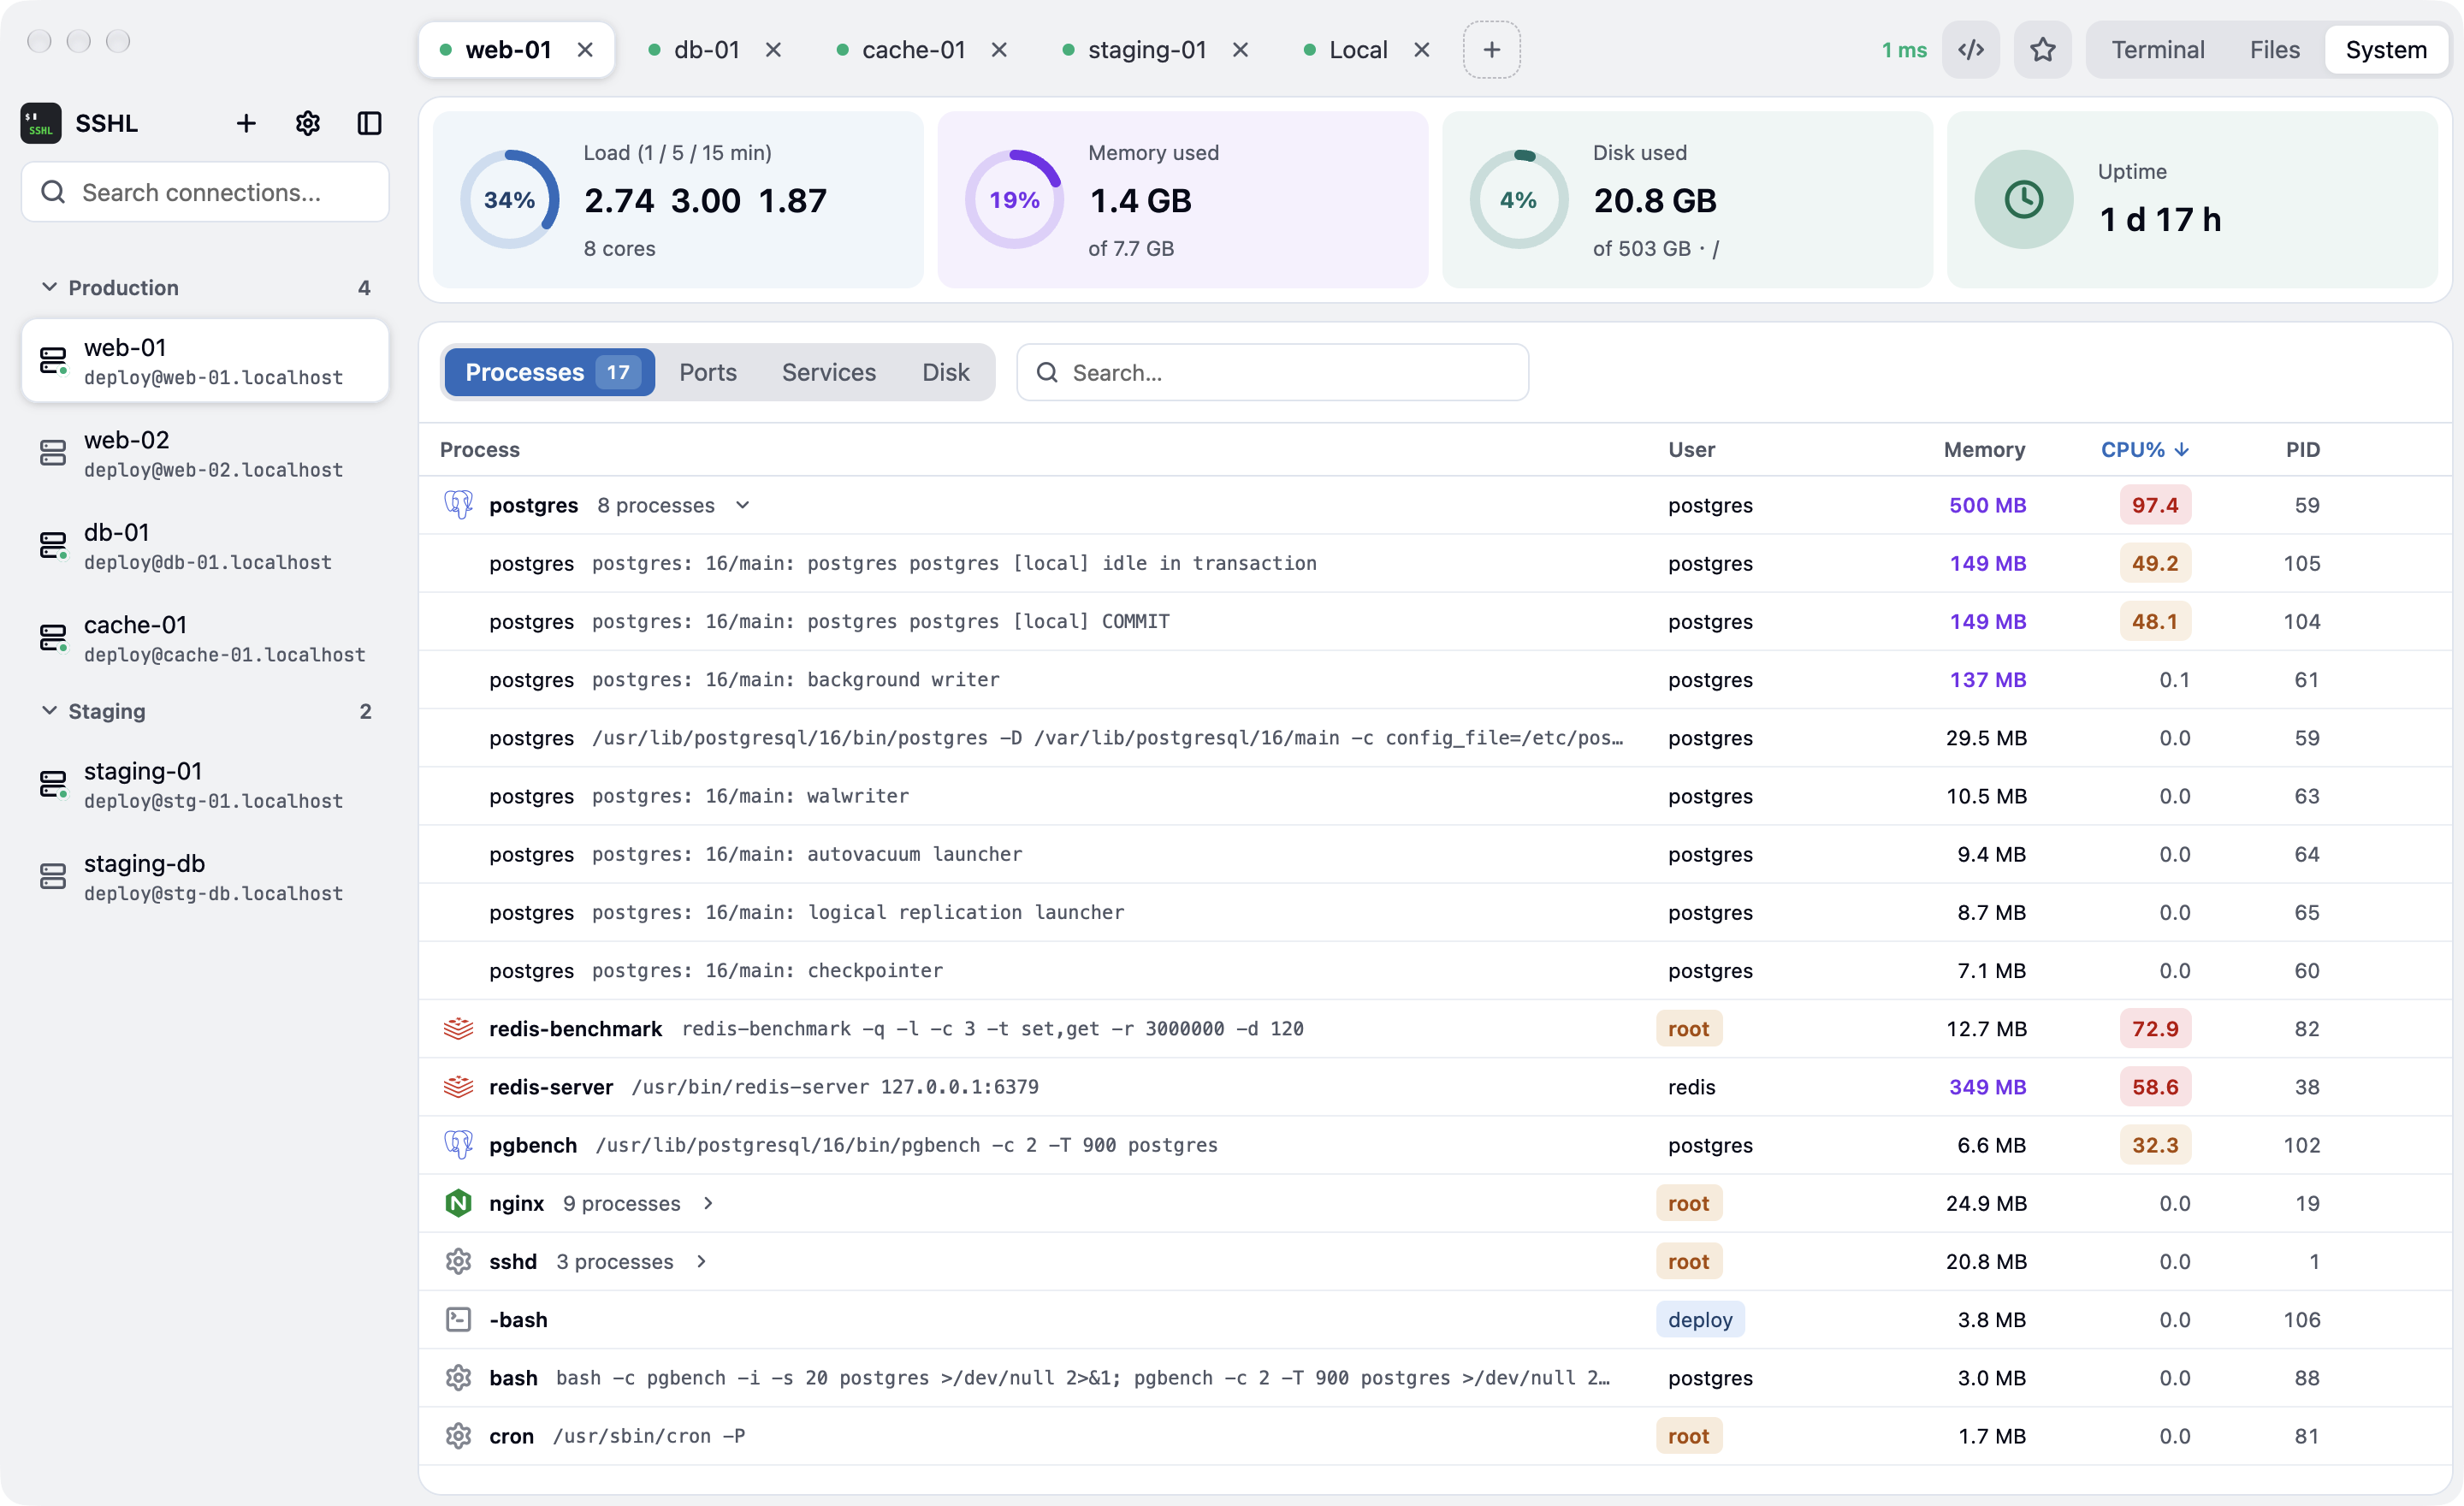 web-01
db-01
cache-01
staging-01
Local
1 ms
Terminal
Files
System
$
SSHL
SSHL
Search connections...
Production 4
web-01
deploy@web-01.localhost
web-02
deploy@web-02.localhost
db-01
deploy@db-01.localhost
cache-01
deploy@cache-01.localhost
Staging 2
staging-01
deploy@stg-01.localhost
staging-db
deploy@stg-db.localhost
34%
Load (1 / 5 / 15 min)
2.74 3.00 1.87
8 cores
19%
Memory used
1.4 GB
of 7.7 GB
4%
Disk used
20.8 GB
of 503 GB · /
Uptime
1 d 17 h
Processes 17
Ports
Services
Disk
Search...
Process User Memory CPU% ↓ PID
postgres 8 processes postgres 500 MB 97.4 59
postgres postgres: 16/main: postgres postgres [local] idle in transaction postgres 149 MB 49.2 105
postgres postgres: 16/main: postgres postgres [local] COMMIT postgres 149 MB 48.1 104
postgres postgres: 16/main: background writer postgres 137 MB 0.1 61
postgres /usr/lib/postgresql/16/bin/postgres -D /var/lib/postgresql/16/main -c config_file=/etc/pos… postgres 29.5 MB 0.0 59
postgres postgres: 16/main: walwriter postgres 10.5 MB 0.0 63
postgres postgres: 16/main: autovacuum launcher postgres 9.4 MB 0.0 64
postgres postgres: 16/main: logical replication launcher postgres 8.7 MB 0.0 65
postgres postgres: 16/main: checkpointer postgres 7.1 MB 0.0 60
redis-benchmark redis-benchmark -q -l -c 3 -t set,get -r 3000000 -d 120 root 12.7 MB 72.9 82
redis-server /usr/bin/redis-server 127.0.0.1:6379 redis 349 MB 58.6 38
pgbench /usr/lib/postgresql/16/bin/pgbench -c 2 -T 900 postgres postgres 6.6 MB 32.3 102
nginx 9 processes root 24.9 MB 0.0 19
sshd 3 processes root 20.8 MB 0.0 1
-bash deploy 3.8 MB 0.0 106
bash bash -c pgbench -i -s 20 postgres >/dev/null 2>&1; pgbench -c 2 -T 900 postgres >/dev/null 2… postgres 3.0 MB 0.0 88
cron /usr/sbin/cron -P root 1.7 MB 0.0 81